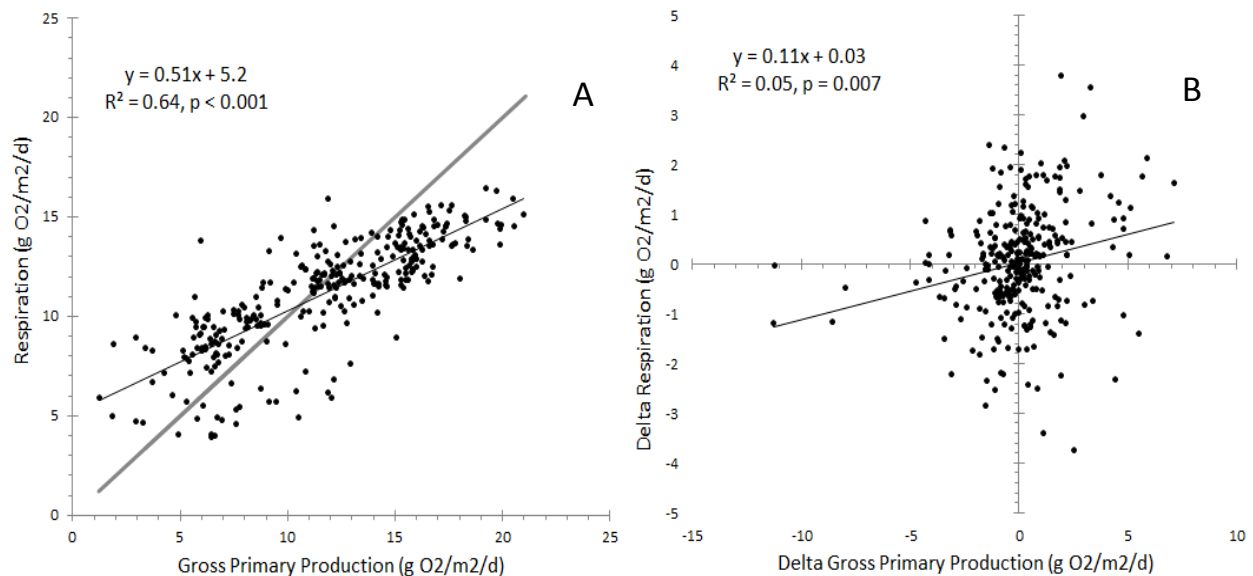 y = 0.51x + 5.2
R² = 0.64, p < 0.001
A
Respiration (g O2/m2/d)
25
20
15
10
5
0
0 5 10 15 20 25
Gross Primary Production (g O2/m2/d)
y = 0.11x + 0.03
R² = 0.05, p = 0.007
B
Delta Respiration (g O2/m2/d)
5
4
3
2
1
0
-1
-2
-3
-4
-5
-15 -10 -5 0 5 10
Delta Gross Primary Production (g O2/m2/d)